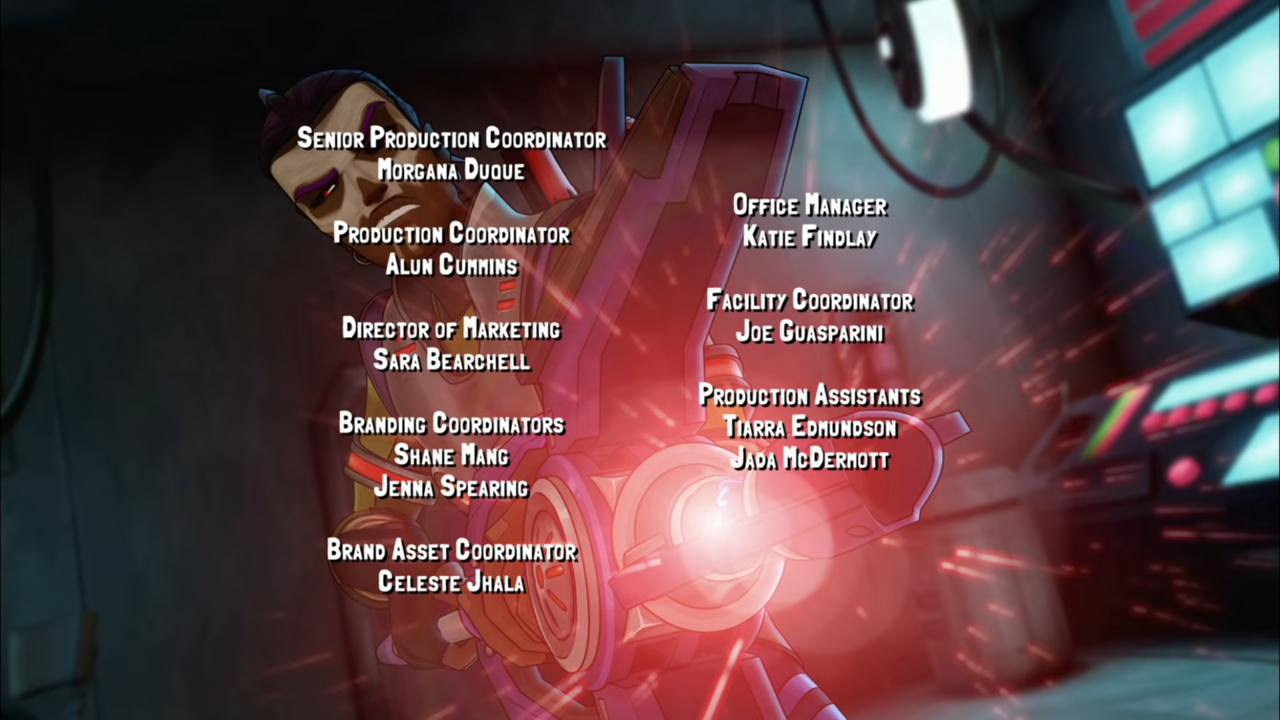 Senior Production Coordinator
Morgana Duque
Production Coordinator
Alun Cummins
Director of Marketing
Sara Bearchell
Branding Coordinators
Shane Mang
Jenna Spearing
Brand Asset Coordinator
Celeste Jhala
Office Manager
Katie Findlay
Facility Coordinator
Joe Guasparini
Production Assistants
Tiarra Edmundson
Jada McDermott